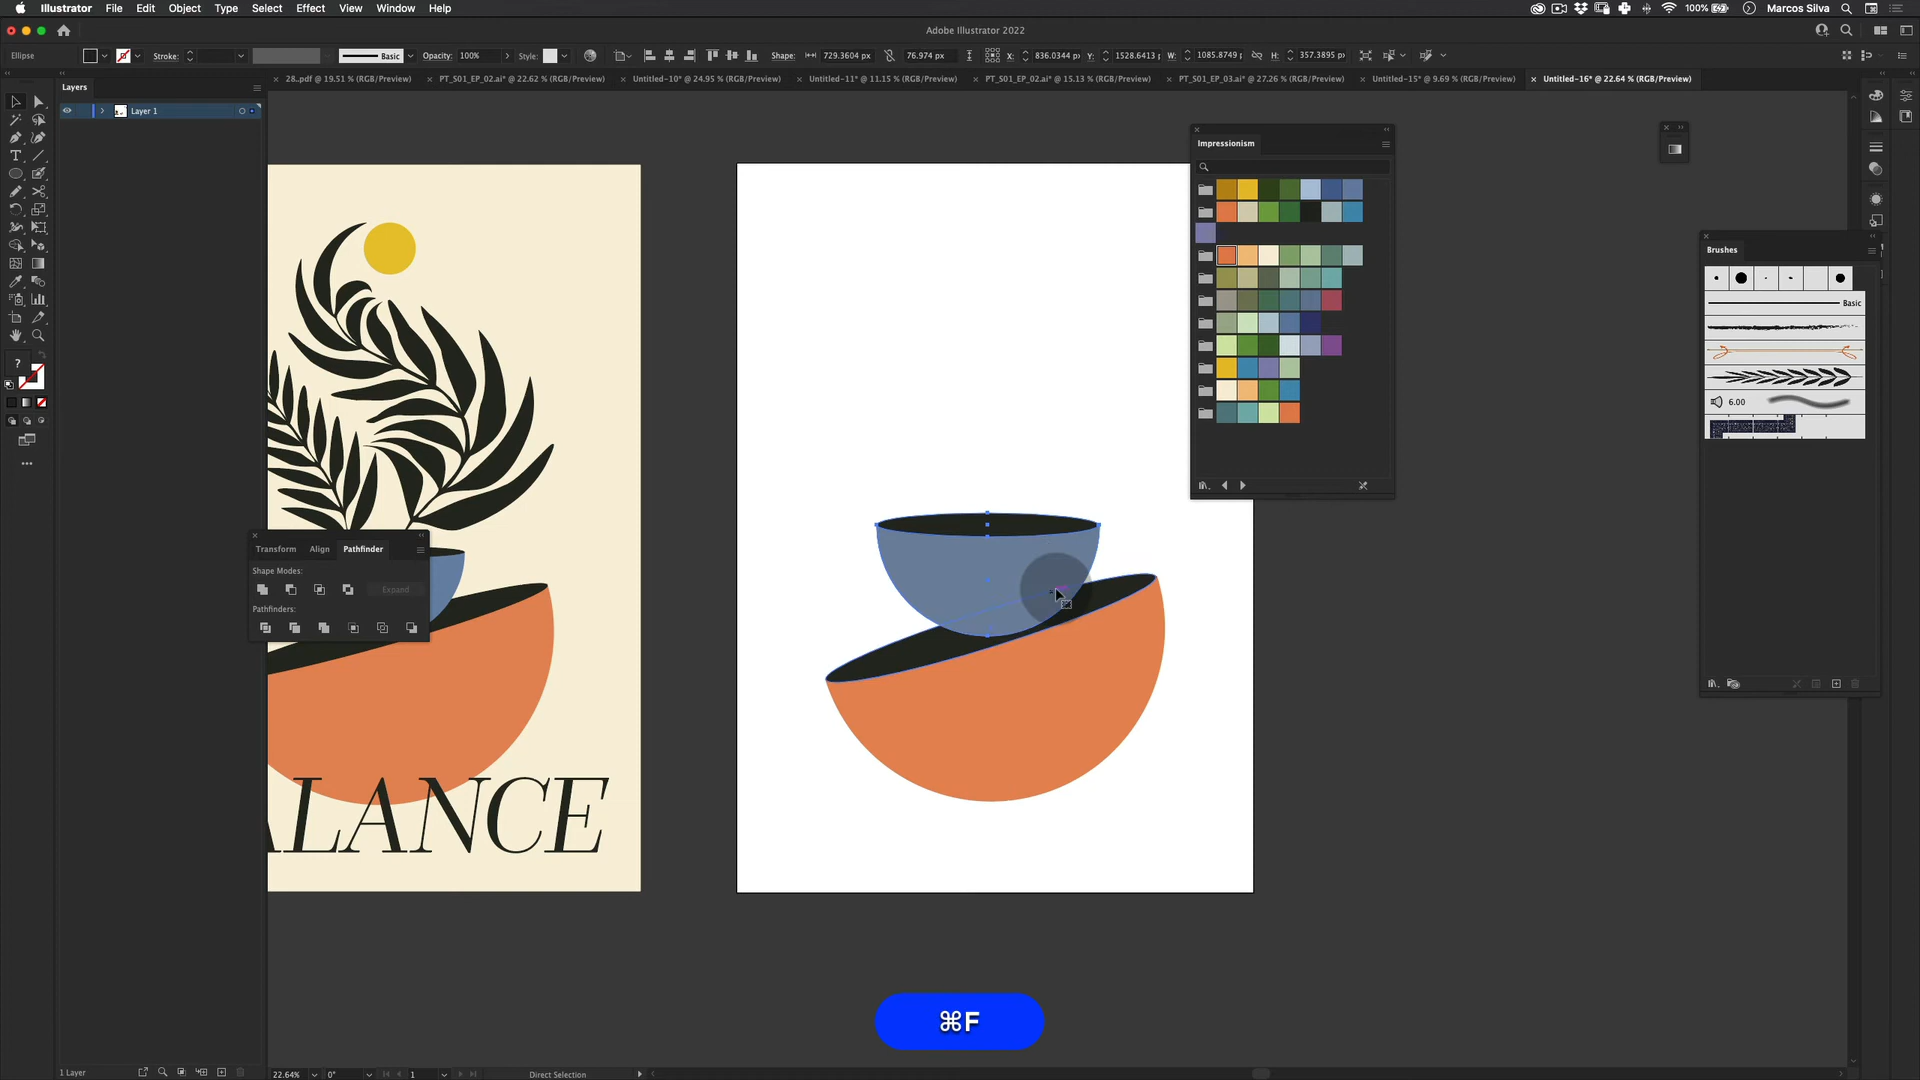 Illustrator File Edit Object Type Select Effect View Window Help
100% Marcos Silva
Adobe Illustrator 2022
Ellipse Stroke: Basic Opacity: 100% Style: Shape: 729.3604 px 76.974 px X: 836.0344 px Y: 1528.6413 W: 1085.8749 H: 357.3895 px
28..pdf @ 19.51 % (RGB/Preview) PT_S01_EP_02.ai* @ 22.62 % (RGB/Preview) Untitled-10* @ 24.95 % (RGB/Preview) Untitled-11* @ 11.15 % (RGB/Preview) PT_S01_EP_02.ai* @ 15.13 % (RGB/Preview) PT_S01_EP_03.ai* @ 27.26 % (RGB/Preview) Untitled-15* @ 9.69 % (RGB/Preview) Untitled-16* @ 22.64 % (RGB/Preview)
Layers
Layer 1
Impressionism
Brushes
Basic
6.00
Transform Align Pathfinder
Shape Modes:
Expand
Pathfinders:
ALANCE
⌘F
1 Layer
22.64% 0° 1 Direct Selection